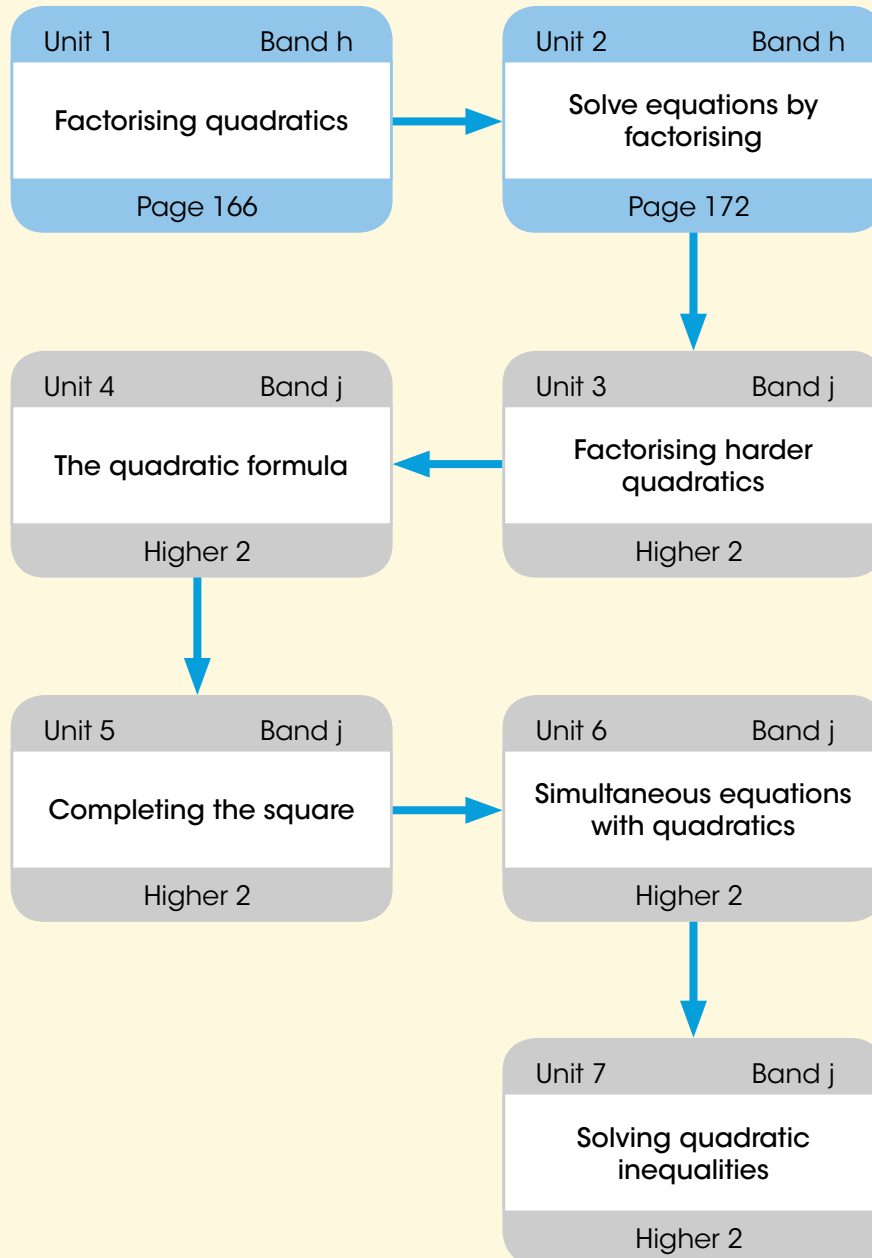 Unit 1 Band h
Factorising quadratics
Page 166
Unit 2 Band h
Solve equations by
factorising
Page 172
Unit 3 Band j
Factorising harder
quadratics
Higher 2
Unit 4 Band j
The quadratic formula
Higher 2
Unit 5 Band j
Completing the square
Higher 2
Unit 6 Band j
Simultaneous equations
with quadratics
Higher 2
Unit 7 Band j
Solving quadratic
inequalities
Higher 2